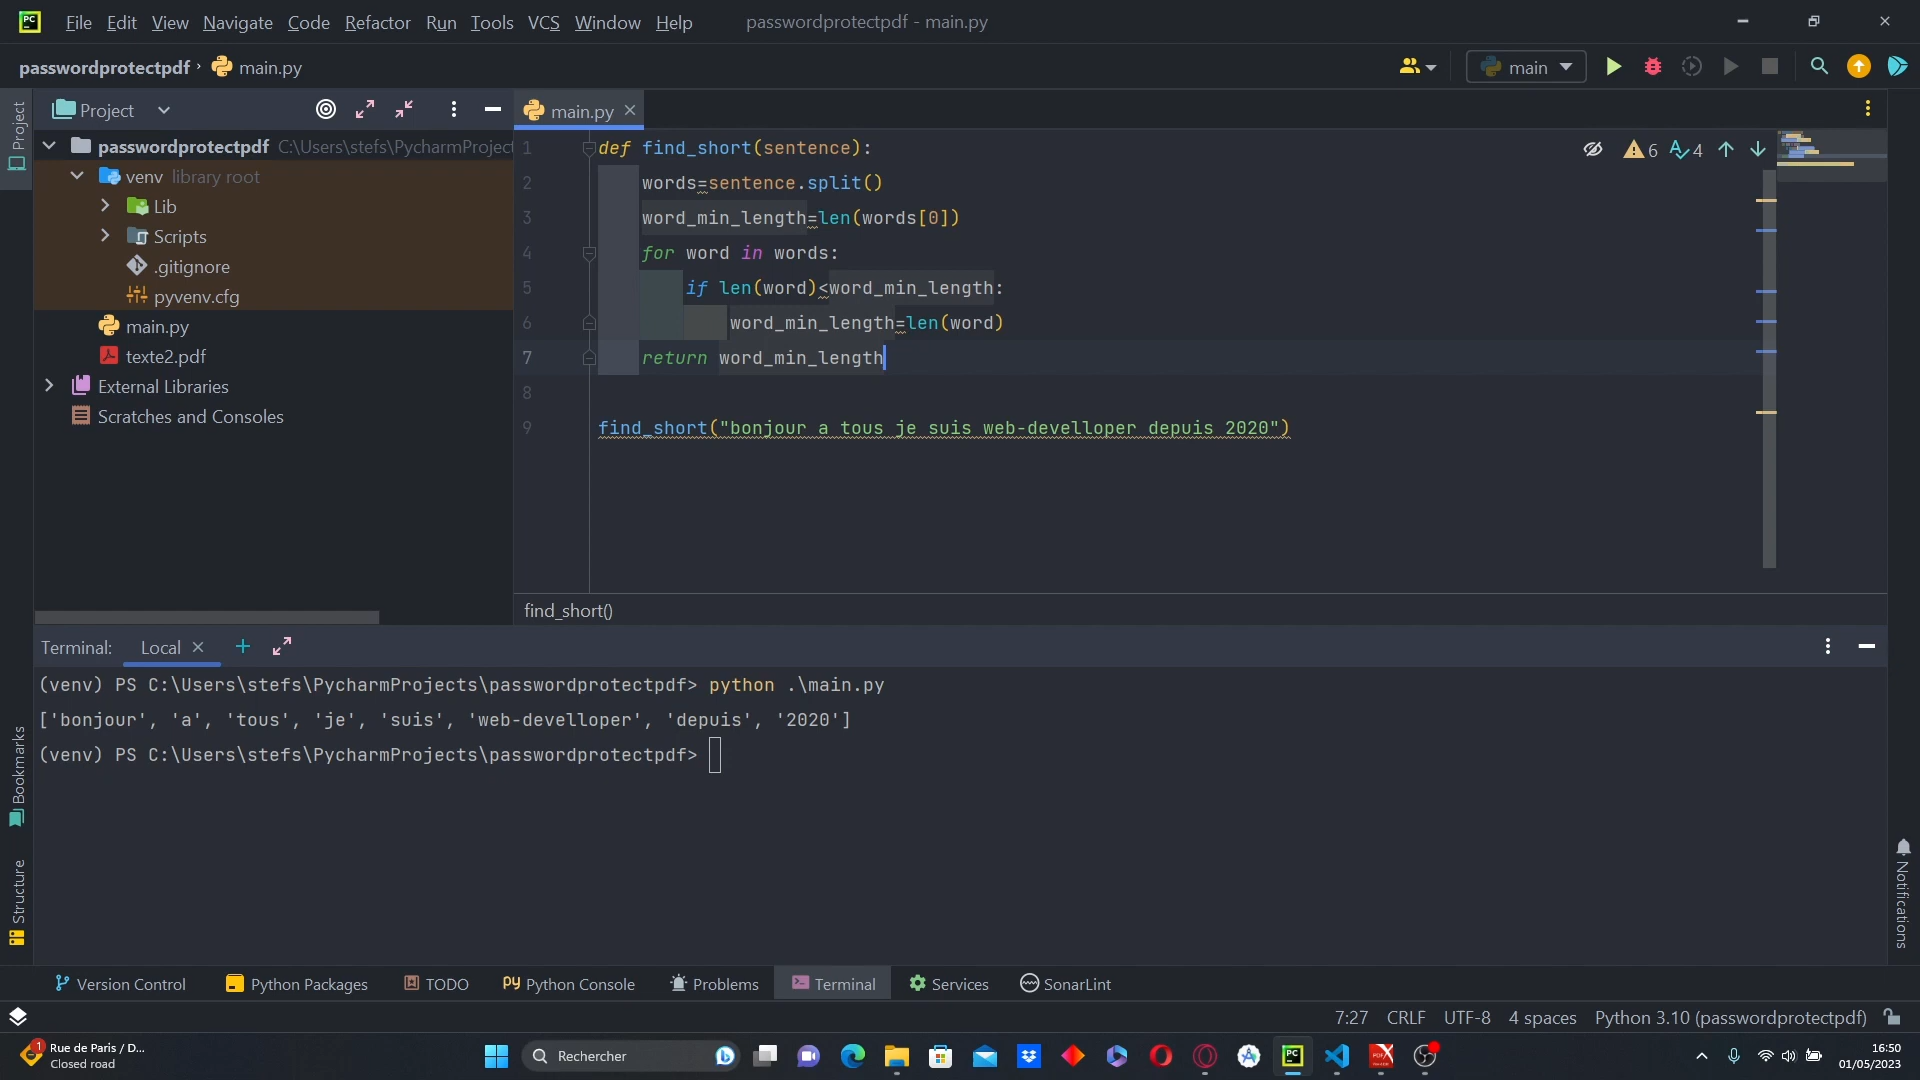 PC File Edit View Navigate Code Refactor Run Tools VCS Window Help passwordprotectpdf - main.py
passwordprotectpdf › main.py main
Project
Project main.py
passwordprotectpdf C:\Users\stefs\PycharmProject
venv library root
Lib
Scripts
.gitignore
pyvenv.cfg
main.py
texte2.pdf
External Libraries
Scratches and Consoles
6 4
1 def find_short(sentence):
2 words=sentence.split()
3 word_min_length=len(words[0])
4 for word in words:
5 if len(word)<word_min_length:
6 word_min_length=len(word)
7 return word_min_length
8
9 find_short("bonjour a tous je suis web-develloper depuis 2020")
find_short()
Terminal: Local
(venv) PS C:\Users\stefs\PycharmProjects\passwordprotectpdf> python .\main.py
['bonjour', 'a', 'tous', 'je', 'suis', 'web-develloper', 'depuis', '2020']
(venv) PS C:\Users\stefs\PycharmProjects\passwordprotectpdf>
Bookmarks
Structure
Notifications
Version Control Python Packages TODO Python Console Problems Terminal Services SonarLint
7:27 CRLF UTF-8 4 spaces Python 3.10 (passwordprotectpdf)
1 Rue de Paris / D...
Closed road
Rechercher
PC
PDF
16:50
01/05/2023